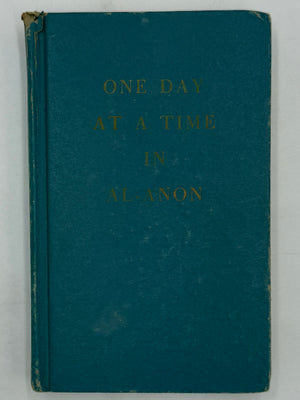 ONE DAY
AT A TIME
IN
AL-ANON